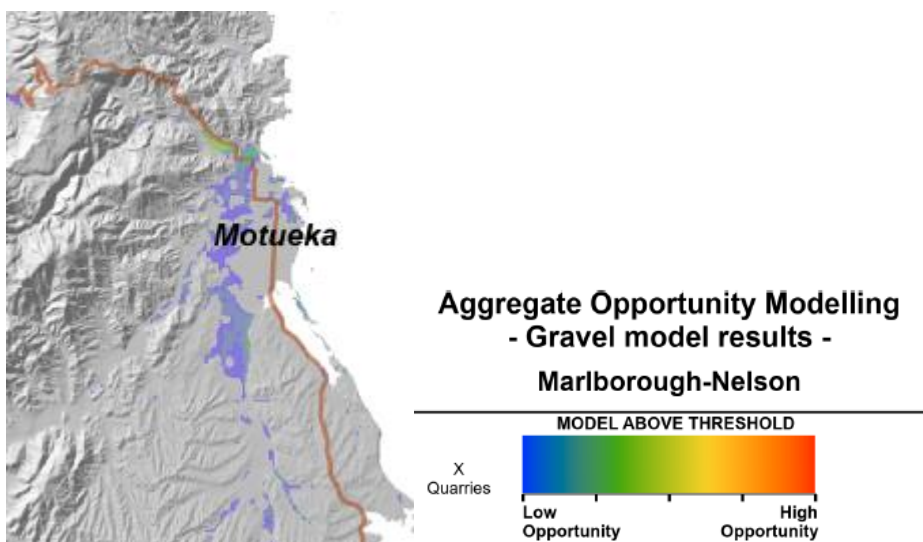 Motueka
Aggregate Opportunity Modelling
- Gravel model results -
Marlborough-Nelson
MODEL ABOVE THRESHOLD
X
Quarries
Low
Opportunity
High
Opportunity